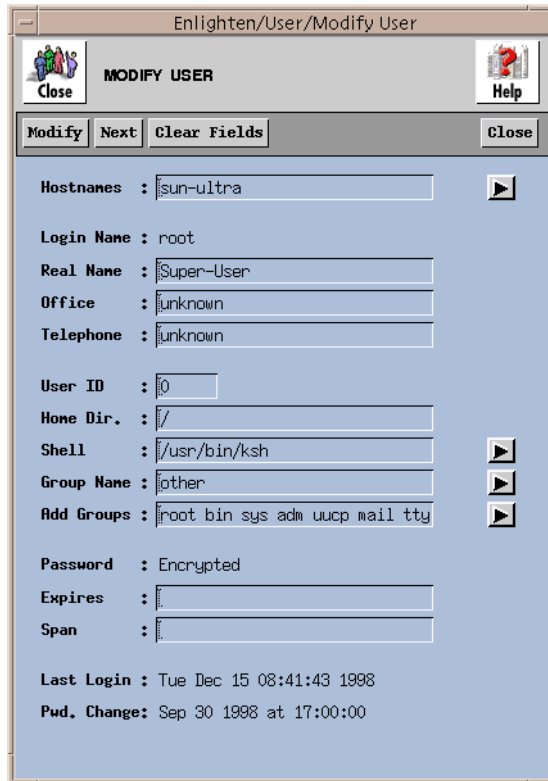 Enlighten/User/Modify User
Close
MODIFY USER
Help
Modify Next Clear Fields Close
Hostnames : sun-ultra
Login Name : root
Real Name : Super-User
Office : unknown
Telephone : unknown
User ID : 0
Home Dir. : /
Shell : /usr/bin/ksh
Group Name : other
Add Groups : root bin sys adm uucp mail tty
Password : Encrypted
Expires :
Span :
Last Login : Tue Dec 15 08:41:43 1998
Pwd. Change: Sep 30 1998 at 17:00:00